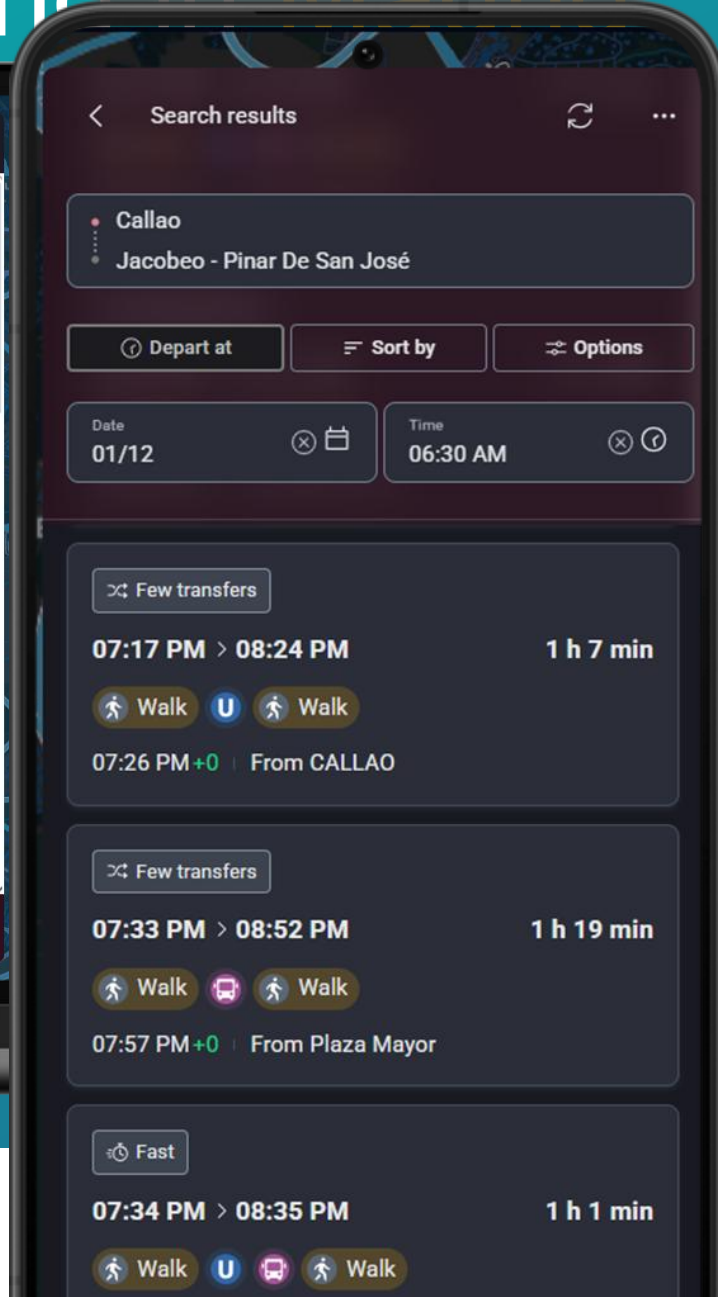 Search results
Callao
Jacobeo - Pinar De San José
Depart at Sort by Options
Date Time
01/12 06:30 AM
Few transfers
07:17 PM > 08:24 PM 1 h 7 min
Walk U Walk
07:26 PM +0 From CALLAO
Few transfers
07:33 PM > 08:52 PM 1 h 19 min
Walk Walk
07:57 PM +0 From Plaza Mayor
Fast
07:34 PM > 08:35 PM 1 h 1 min
Walk U Walk